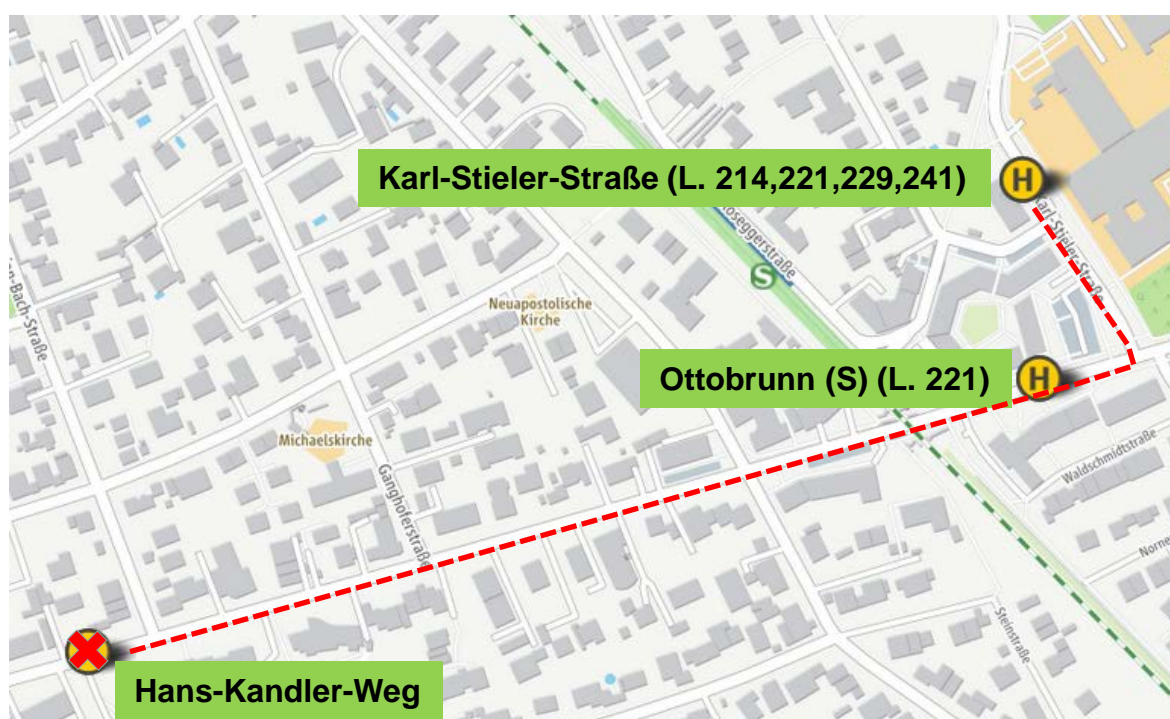 Karl-Stieler-Straße (L. 214,221,229,241)
H
Roseggerstraße
Karl-Stieler-Straße
S
-Bach-Straße
Neuapostolische
Kirche
Ottobrunn (S) (L. 221)
H
Michaelskirche
Waldschmidtstraße
Ganghoferstraße
Norne
Steinstraße
Hans-Kandler-Weg